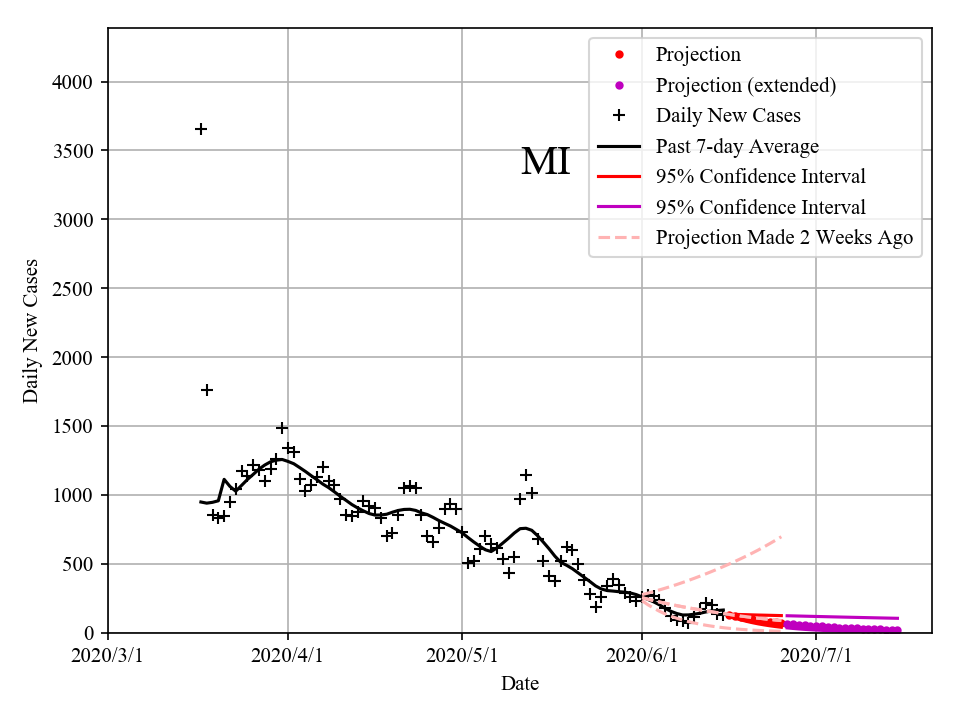 4000
3500
3000
2500
2000
1500
1000
500
0
Daily New Cases
2020/3/1
2020/4/1
2020/5/1
2020/6/1
2020/7/1
Date
MI
Projection
Projection (extended)
Daily New Cases
Past 7-day Average
95% Confidence Interval
95% Confidence Interval
Projection Made 2 Weeks Ago